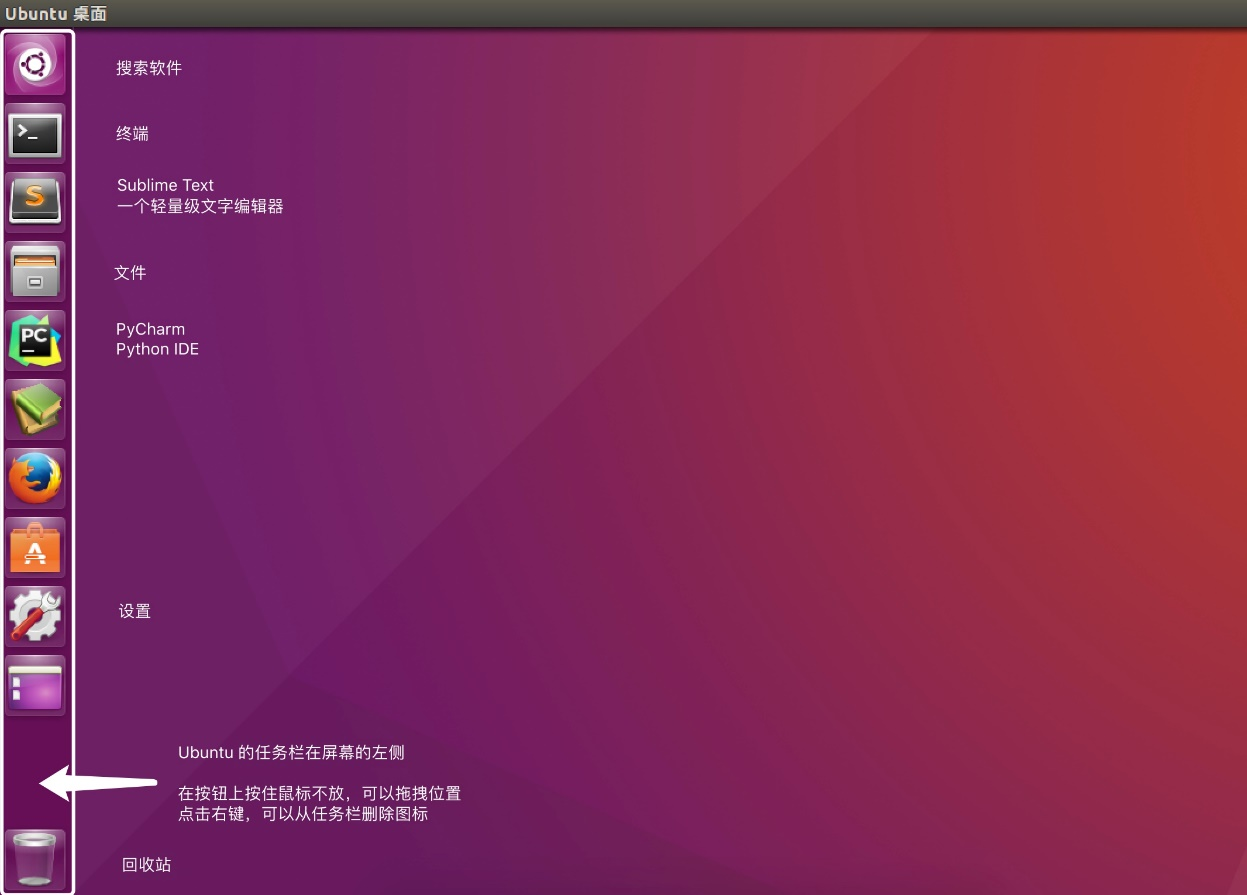 Ubuntu 桌面
搜索软件
终端
Sublime Text
一个轻量级文字编辑器
文件
PyCharm
Python IDE
PC
设置
Ubuntu 的任务栏在屏幕的左侧
在按钮上按住鼠标不放，可以拖拽位置
点击右键，可以从任务栏删除图标
回收站